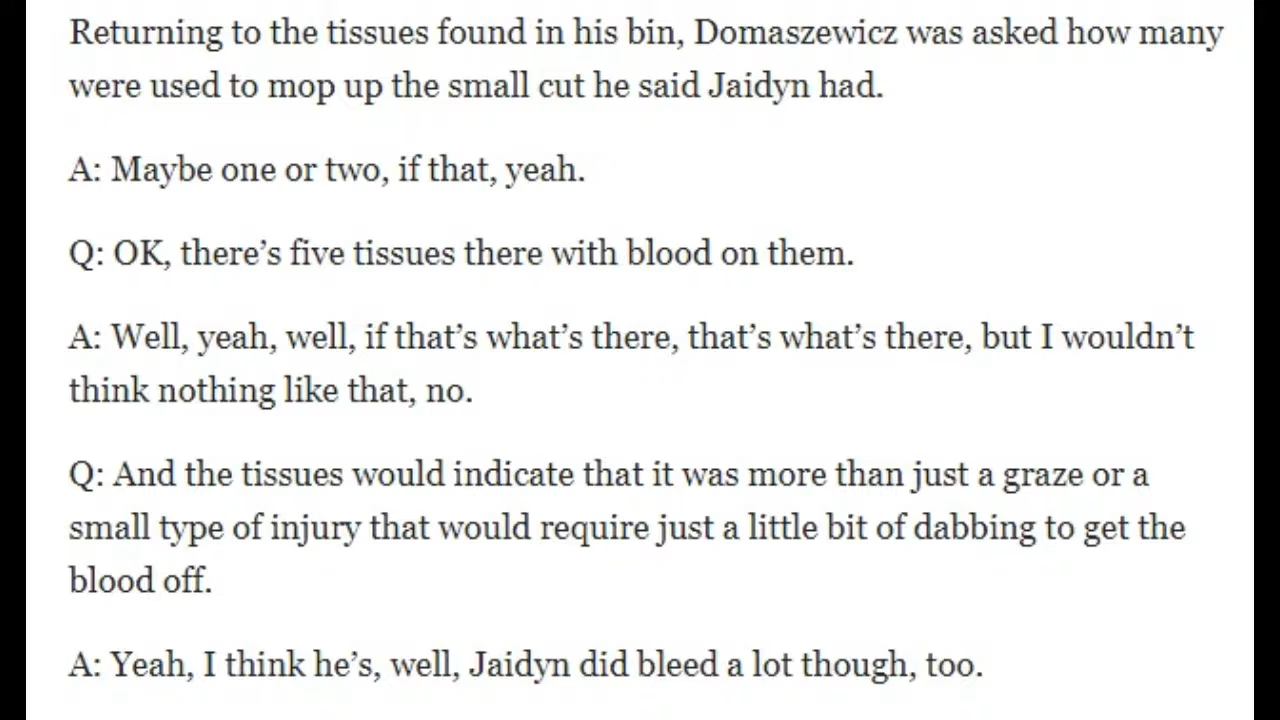 Returning to the tissues found in his bin, Domaszewicz was asked how many
were used to mop up the small cut he said Jaidyn had.
A: Maybe one or two, if that, yeah.
Q: OK, there’s five tissues there with blood on them.
A: Well, yeah, well, if that’s what’s there, that’s what’s there, but I wouldn’t
think nothing like that, no.
Q: And the tissues would indicate that it was more than just a graze or a
small type of injury that would require just a little bit of dabbing to get the
blood off.
A: Yeah, I think he’s, well, Jaidyn did bleed a lot though, too.